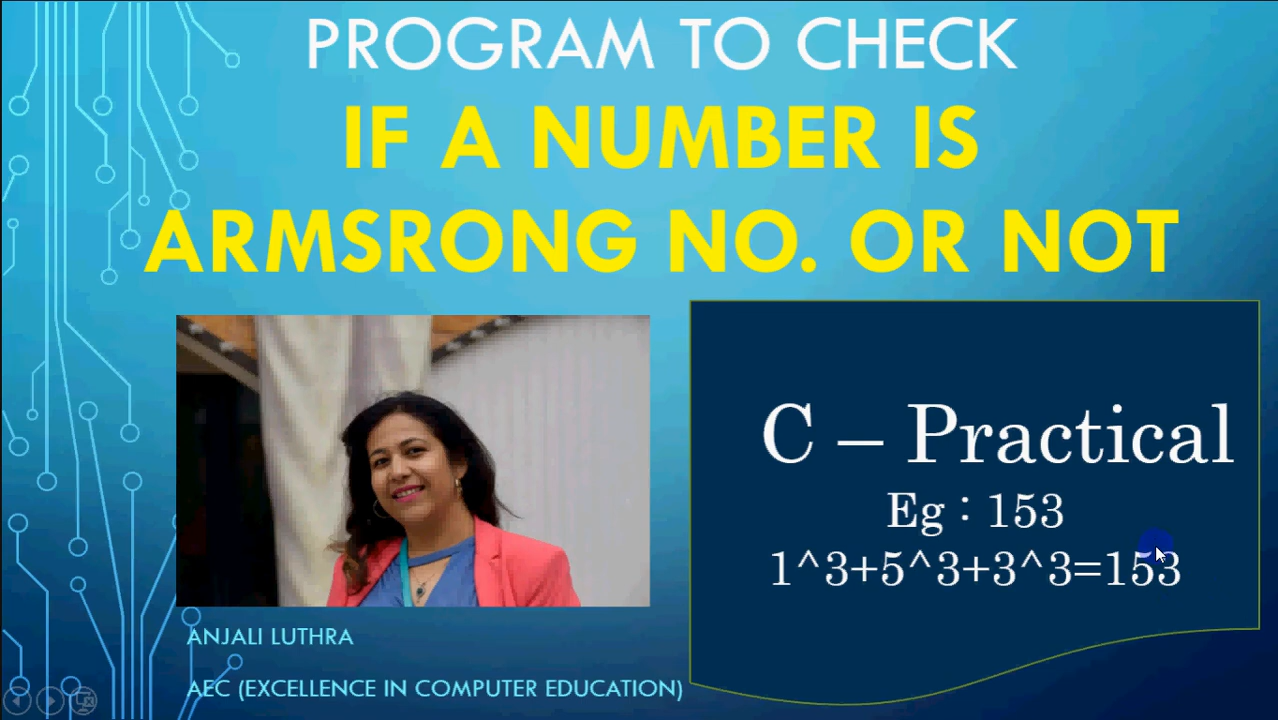 PROGRAM TO CHECK
IF A NUMBER IS
ARMSRONG NO. OR NOT
C – Practical
Eg : 153
1^3+5^3+3^3=153
ANJALI LUTHRA
AEC (EXCELLENCE IN COMPUTER EDUCATION)